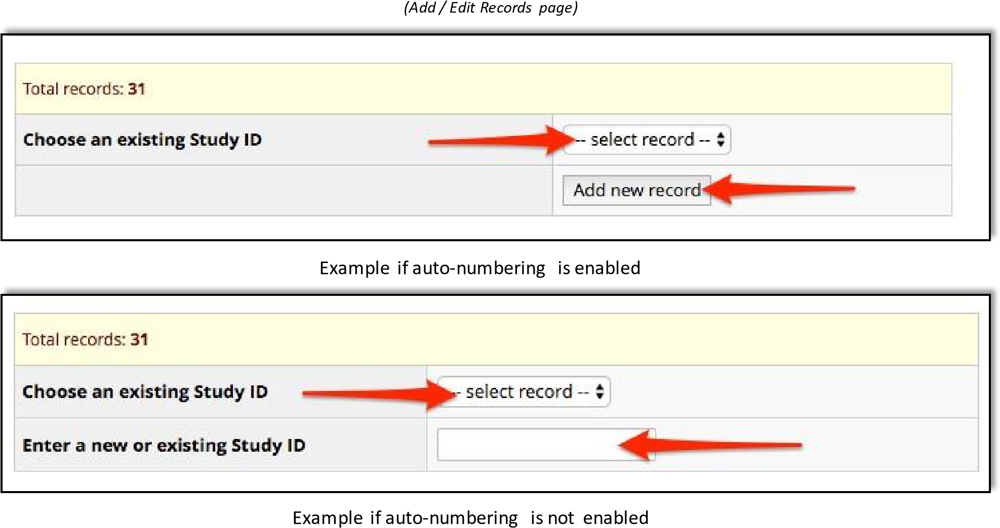 (Add / Edit Records page)
Total records: 31
Choose an existing Study ID
-- select record --
Add new record
Example if auto-numbering is enabled
Total records: 31
Choose an existing Study ID
- select record --
Enter a new or existing Study ID
Example if auto-numbering is not enabled